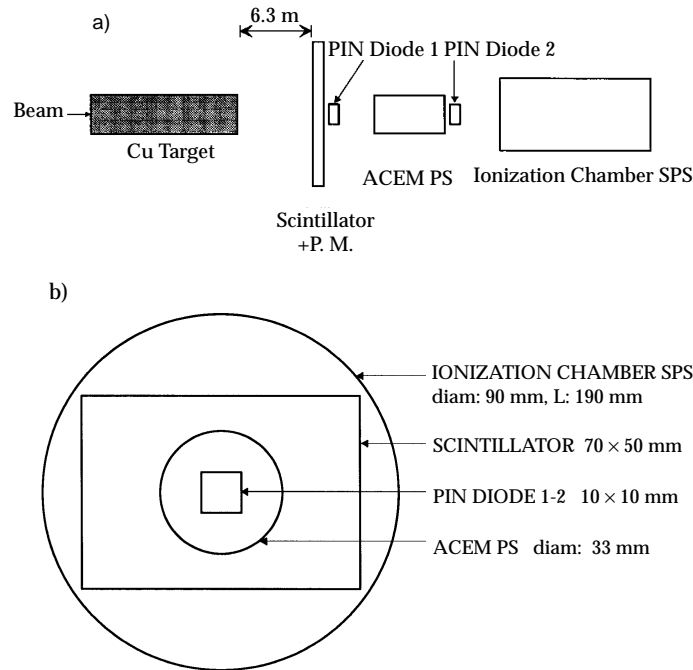 a)
6.3 m
PIN Diode 1 PIN Diode 2
Beam
Cu Target
ACEM PS
Ionization Chamber SPS
Scintillator
+P. M.
b)
IONIZATION CHAMBER SPS
diam: 90 mm, L: 190 mm
SCINTILLATOR 70 × 50 mm
PIN DIODE 1-2 10 × 10 mm
ACEM PS diam: 33 mm